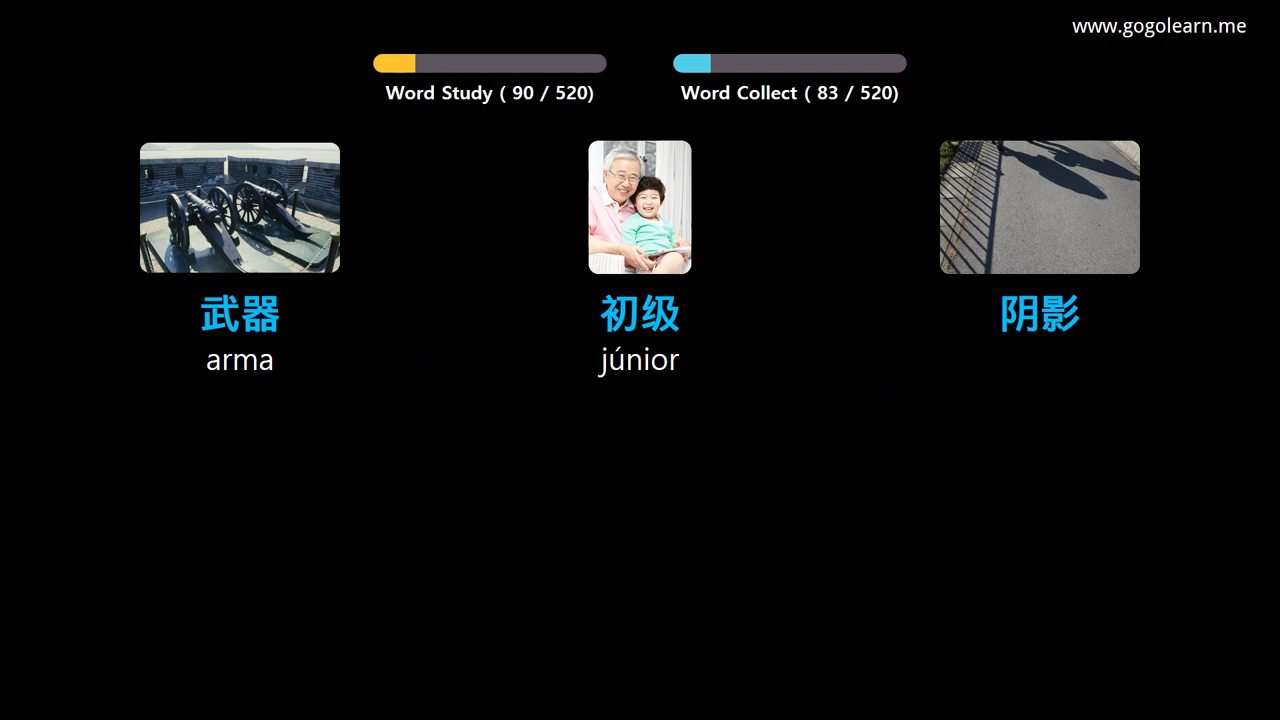 www.gogolearn.me
Word Study ( 90 / 520)
Word Collect ( 83 / 520)
武器
初级
阴影
arma
júnior